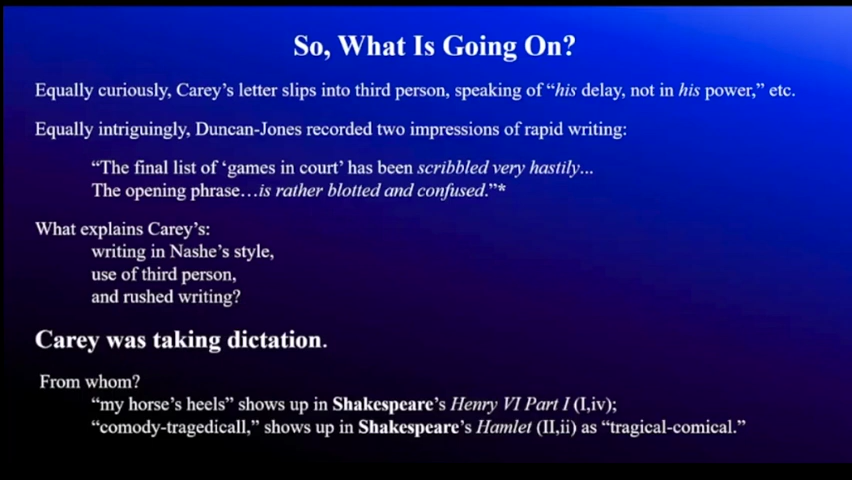 So, What Is Going On?
Equally curiously, Carey's letter slips into third person, speaking of “his delay, not in his power,” etc.
Equally intriguingly, Duncan-Jones recorded two impressions of rapid writing:
“The final list of ‘games in court’ has been scribbled very hastily...
The opening phrase…is rather blotted and confused.”*
What explains Carey's:
writing in Nashe's style,
use of third person,
and rushed writing?
Carey was taking dictation.
From whom?
“my horse's heels” shows up in Shakespeare's Henry VI Part I (I,iv);
“comody-tragedicall,” shows up in Shakespeare's Hamlet (II,ii) as “tragical-comical.”